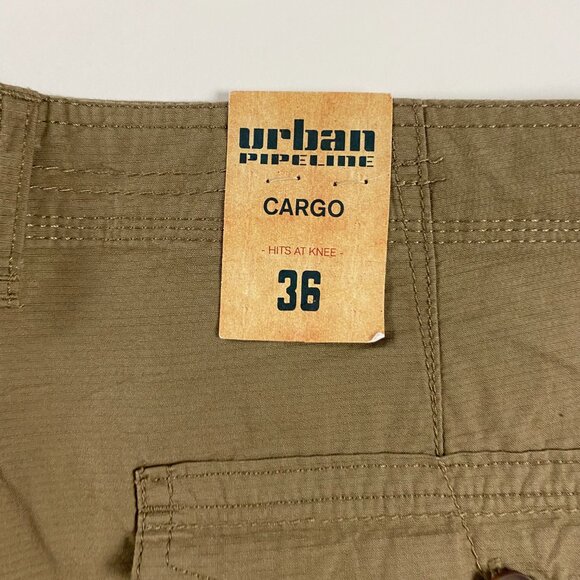 urban
PIPELINE
CARGO
- HITS AT KNEE -
36